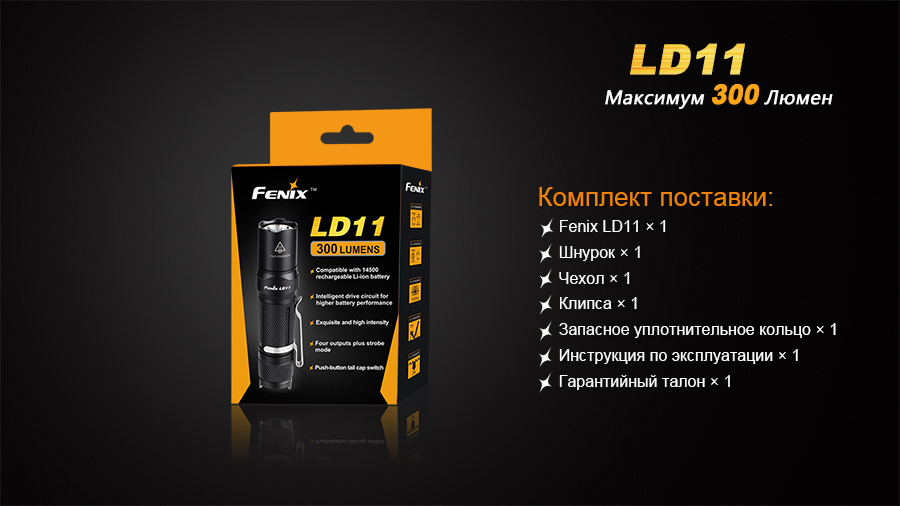 LD11
Максимум 300 Люмен
FENIX™
LD11
300 LUMENS
Compatible with 14500
rechargeable Li-ion battery
Intelligent drive circuit for
higher battery performance
Exquisite and high intensity
Four outputs plus strobe
mode
Push-button tail cap switch
Fenix LD11
FENIX
Комплект поставки:
Fenix LD11 × 1
Шнурок × 1
Чехол × 1
Клипса × 1
Запасное уплотнительное кольцо × 1
Инструкция по эксплуатации × 1
Гарантийный талон × 1